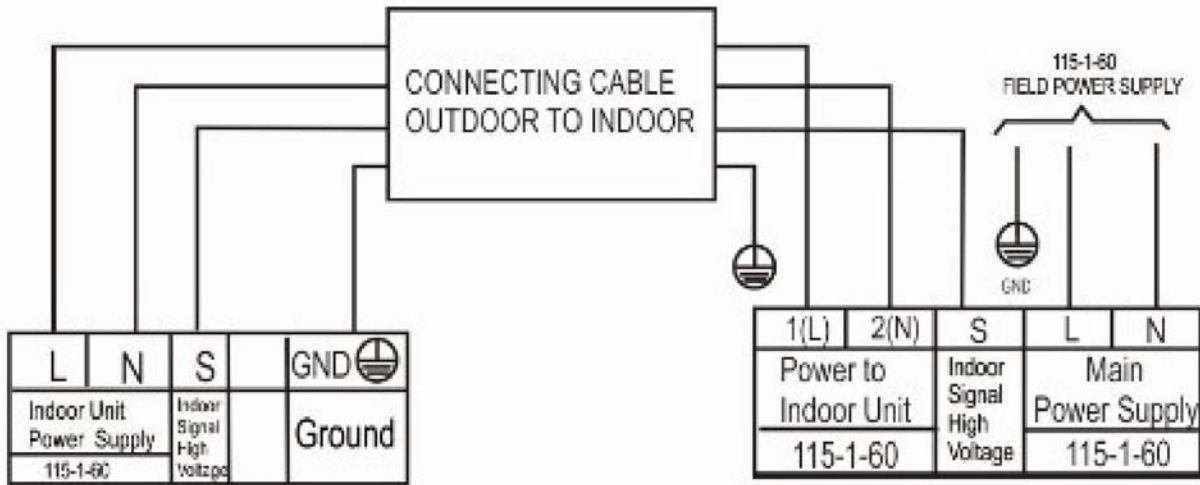 CONNECTING CABLE
OUTDOOR TO INDOOR
115-1-60
FIELD POWER SUPPLY
GND
L N S GND
Indoor Unit
Power Supply
115-1-60
Indoor
Signal
High
Voltzge
Ground
1(L) 2(N) S L N
Power to
Indoor Unit
115-1-60
Indoor
Signal
High
Voltage
Main
Power Supply
115-1-60